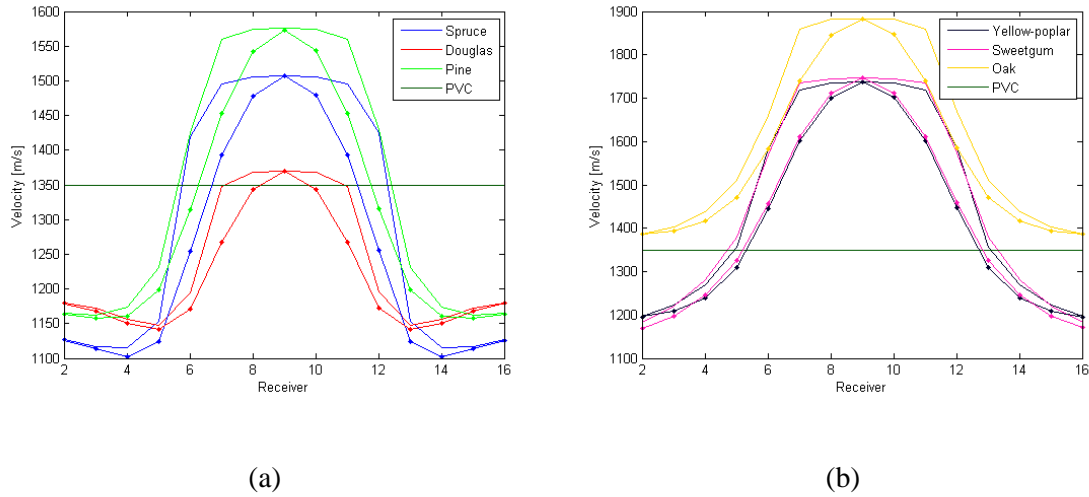 1600
1550
1500
1450
1400
1350
1300
1250
1200
1150
1100
Velocity [m/s]
2 4 6 8 10 12 14 16
Receiver
Spruce
Douglas
Pine
PVC
(a)
1900
1800
1700
1600
1500
1400
1300
1200
1100
Velocity [m/s]
2 4 6 8 10 12 14 16
Receiver
Yellow-poplar
Sweetgum
Oak
PVC
(b)